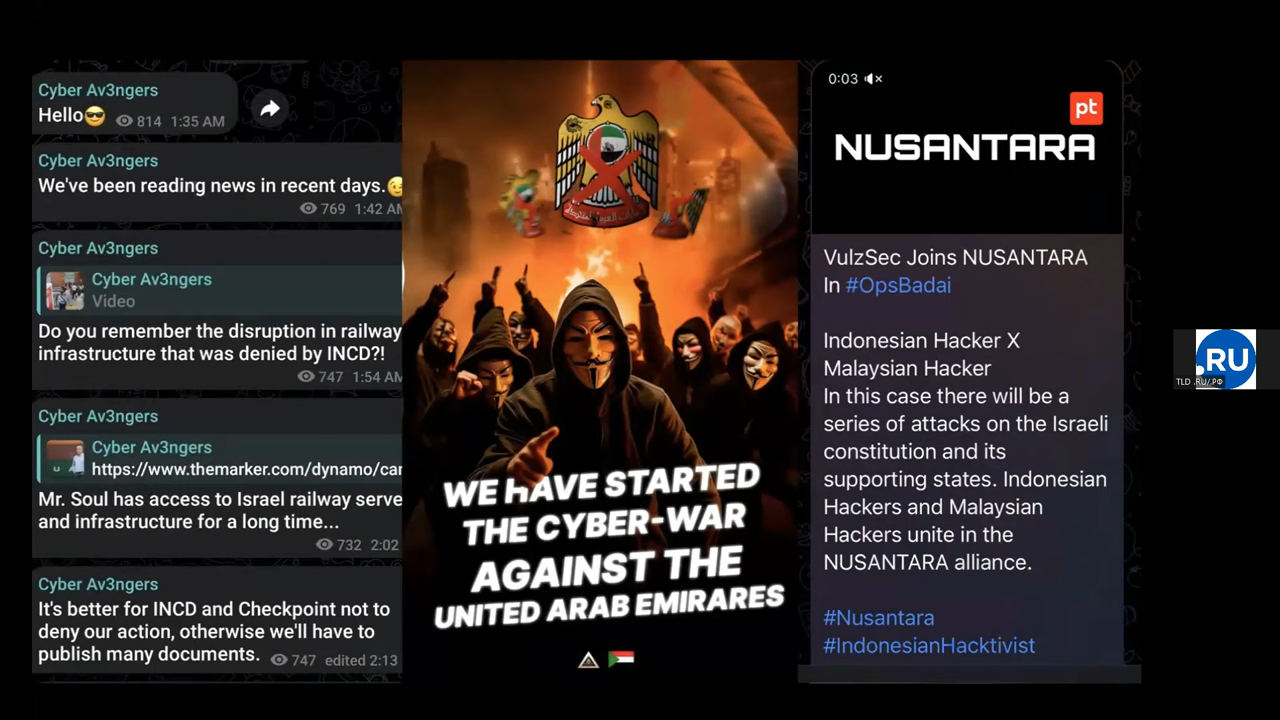 Cyber Av3ngers
Hello😎 814 1:35 AM
Cyber Av3ngers
We've been reading news in recent days.😉
769 1:42 AM
Cyber Av3ngers
Cyber Av3ngers
Video
Do you remember the disruption in railway
infrastructure that was denied by INCD?!
747 1:54 AM
Cyber Av3ngers
Cyber Av3ngers
https://www.themarker.com/dynamo/car
Mr. Soul has access to Israel railway serve
and infrastructure for a long time...
732 2:02
Cyber Av3ngers
It's better for INCD and Checkpoint not to
deny our action, otherwise we'll have to
publish many documents. 747 edited 2:13
WE HAVE STARTED
THE CYBER-WAR
AGAINST THE
UNITED ARAB EMIRARES
0:03
pt
NUSANTARA
VulzSec Joins NUSANTARA
In #OpsBadai
Indonesian Hacker X
Malaysian Hacker
In this case there will be a
series of attacks on the Israeli
constitution and its
supporting states. Indonesian
Hackers and Malaysian
Hackers unite in the
NUSANTARA alliance.
#Nusantara
#IndonesianHacktivist
.RU
TLD .RU/.РФ